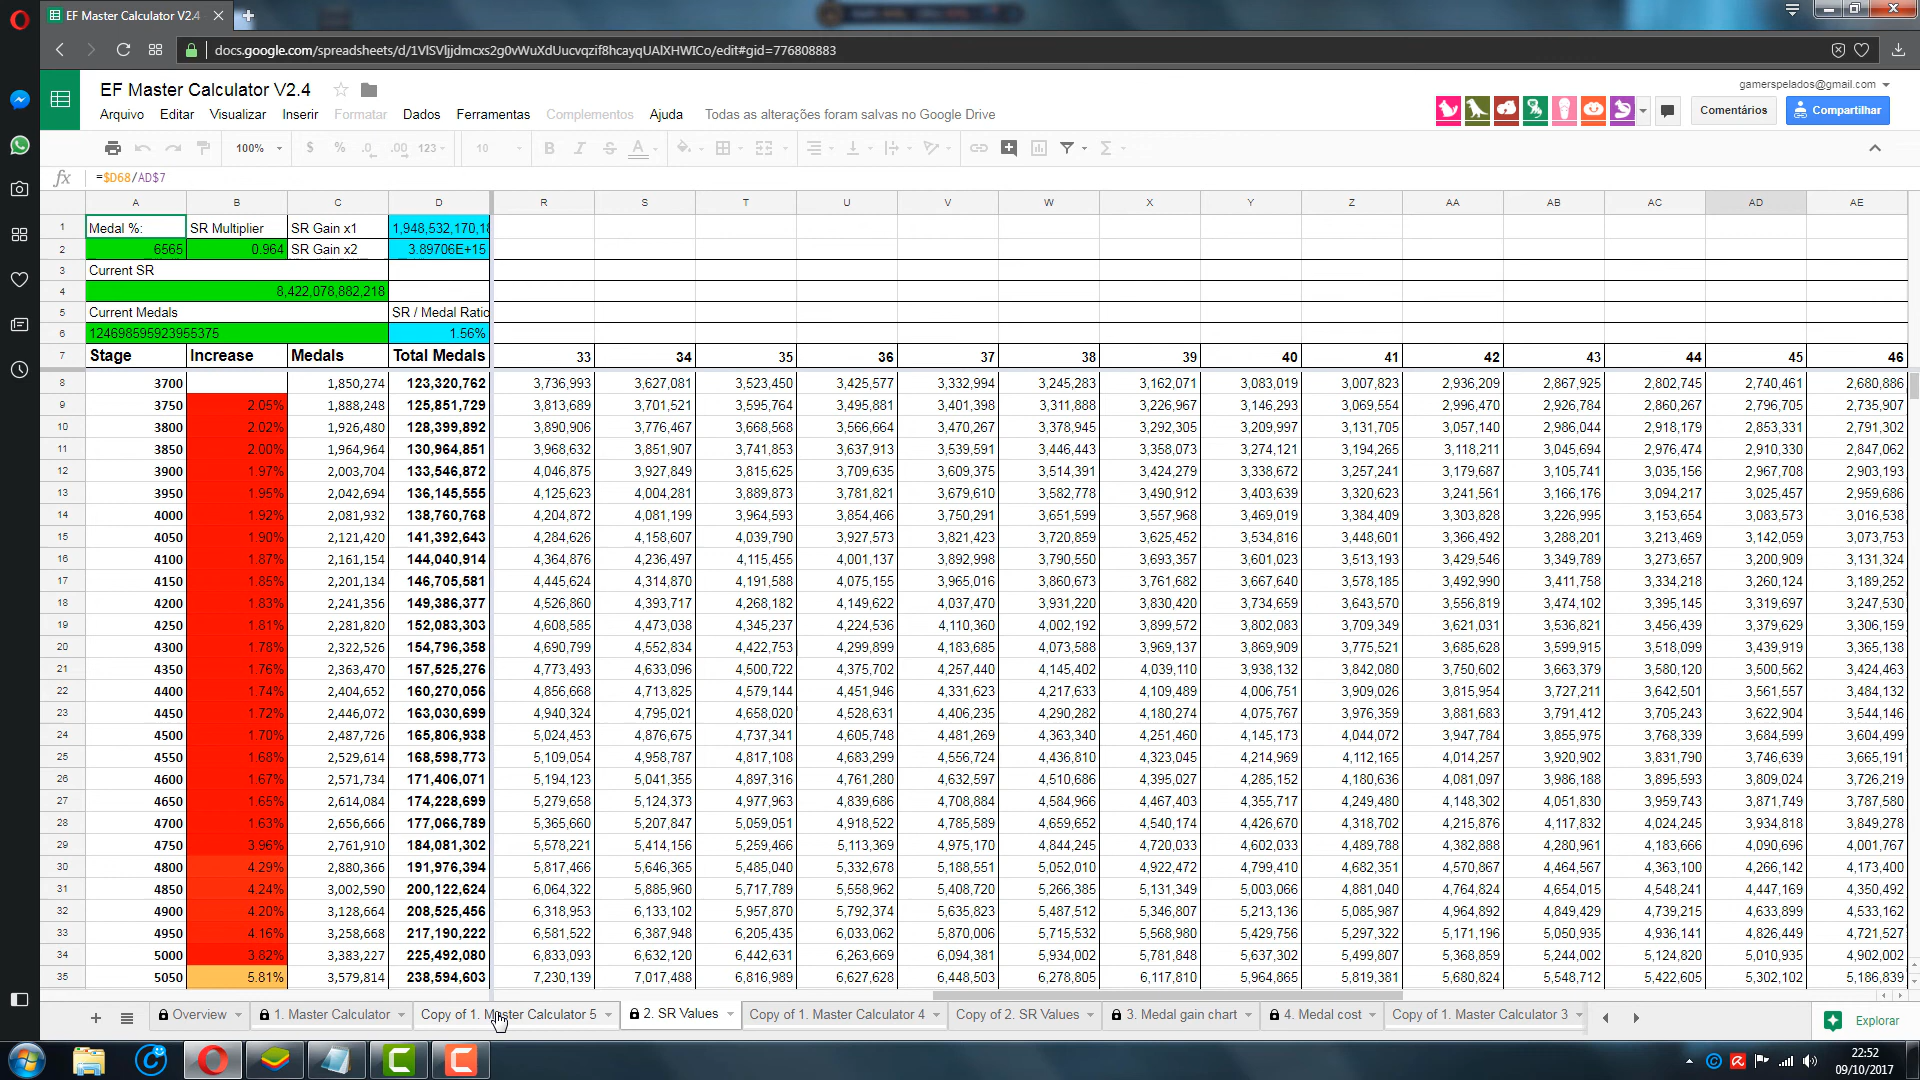 EF Master Calculator V2.4
docs.google.com/spreadsheets/d/1VlSVljjdmcxs2g0vWuXdUucvqzif8hcayqUAlXHWICo/edit#gid=776808883
EF Master Calculator V2.4
gamerspelados@gmail.com
Arquivo Editar Visualizar Inserir Formatar Dados Ferramentas Complementos Ajuda Todas as alterações foram salvas no Google Drive
Comentários Compartilhar
100% $ % .0 .00 123 10
=$D68/AD$7
A B C D R S T U V W X Y Z AA AB AC AD AE
1 Medal %: SR Multiplier SR Gain x1 1,948,532,170,1
2 6565 0.964 SR Gain x2 3.89706E+15
3 Current SR
4 8,422,078,882,218
5 Current Medals SR / Medal Ratio
6 124698595923955375 1.56%
7 Stage Increase Medals Total Medals 33 34 35 36 37 38 39 40 41 42 43 44 45 46
8 3700 1,850,274 123,320,762 3,736,993 3,627,081 3,523,450 3,425,577 3,332,994 3,245,283 3,162,071 3,083,019 3,007,823 2,936,209 2,867,925 2,802,745 2,740,461 2,680,886
9 3750 2.05% 1,888,248 125,851,729 3,813,689 3,701,521 3,595,764 3,495,881 3,401,398 3,311,888 3,226,967 3,146,293 3,069,554 2,996,470 2,926,784 2,860,267 2,796,705 2,735,907
10 3800 2.02% 1,926,480 128,399,892 3,890,906 3,776,467 3,668,568 3,566,664 3,470,267 3,378,945 3,292,305 3,209,997 3,131,705 3,057,140 2,986,044 2,918,179 2,853,331 2,791,302
11 3850 2.00% 1,964,964 130,964,851 3,968,632 3,851,907 3,741,853 3,637,913 3,539,591 3,446,443 3,358,073 3,274,121 3,194,265 3,118,211 3,045,694 2,976,474 2,910,330 2,847,062
12 3900 1.97% 2,003,704 133,546,872 4,046,875 3,927,849 3,815,625 3,709,635 3,609,375 3,514,391 3,424,279 3,338,672 3,257,241 3,179,687 3,105,741 3,035,156 2,967,708 2,903,193
13 3950 1.95% 2,042,694 136,145,555 4,125,623 4,004,281 3,889,873 3,781,821 3,679,610 3,582,778 3,490,912 3,403,639 3,320,623 3,241,561 3,166,176 3,094,217 3,025,457 2,959,686
14 4000 1.92% 2,081,932 138,760,768 4,204,872 4,081,199 3,964,593 3,854,466 3,750,291 3,651,599 3,557,968 3,469,019 3,384,409 3,303,828 3,226,995 3,153,654 3,083,573 3,016,538
15 4050 1.90% 2,121,420 141,392,643 4,284,626 4,158,607 4,039,790 3,927,573 3,821,423 3,720,859 3,625,452 3,534,816 3,448,601 3,366,492 3,288,201 3,213,469 3,142,059 3,073,753
16 4100 1.87% 2,161,154 144,040,914 4,364,876 4,236,497 4,115,455 4,001,137 3,892,998 3,790,550 3,693,357 3,601,023 3,513,193 3,429,546 3,349,789 3,273,657 3,200,909 3,131,324
17 4150 1.85% 2,201,134 146,705,581 4,445,624 4,314,870 4,191,588 4,075,155 3,965,016 3,860,673 3,761,682 3,667,640 3,578,185 3,492,990 3,411,758 3,334,218 3,260,124 3,189,252
18 4200 1.83% 2,241,356 149,386,377 4,526,860 4,393,717 4,268,182 4,149,622 4,037,470 3,931,220 3,830,420 3,734,659 3,643,570 3,556,819 3,474,102 3,395,145 3,319,697 3,247,530
19 4250 1.81% 2,281,820 152,083,303 4,608,585 4,473,038 4,345,237 4,224,536 4,110,360 4,002,192 3,899,572 3,802,083 3,709,349 3,621,031 3,536,821 3,456,439 3,379,629 3,306,159
20 4300 1.78% 2,322,526 154,796,358 4,690,799 4,552,834 4,422,753 4,299,899 4,183,685 4,073,588 3,969,137 3,869,909 3,775,521 3,685,628 3,599,915 3,518,099 3,439,919 3,365,138
21 4350 1.76% 2,363,470 157,525,276 4,773,493 4,633,096 4,500,722 4,375,702 4,257,440 4,145,402 4,039,110 3,938,132 3,842,080 3,750,602 3,663,379 3,580,120 3,500,562 3,424,463
22 4400 1.74% 2,404,652 160,270,056 4,856,668 4,713,825 4,579,144 4,451,946 4,331,623 4,217,633 4,109,489 4,006,751 3,909,026 3,815,954 3,727,211 3,642,501 3,561,557 3,484,132
23 4450 1.72% 2,446,072 163,030,699 4,940,324 4,795,021 4,658,020 4,528,631 4,406,235 4,290,282 4,180,274 4,075,767 3,976,359 3,881,683 3,791,412 3,705,243 3,622,904 3,544,146
24 4500 1.70% 2,487,726 165,806,938 5,024,453 4,876,675 4,737,341 4,605,748 4,481,269 4,363,340 4,251,460 4,145,173 4,044,072 3,947,784 3,855,975 3,768,339 3,684,599 3,604,499
25 4550 1.68% 2,529,614 168,598,773 5,109,054 4,958,787 4,817,108 4,683,299 4,556,724 4,436,810 4,323,045 4,214,969 4,112,165 4,014,257 3,920,902 3,831,790 3,746,639 3,665,191
26 4600 1.67% 2,571,734 171,406,071 5,194,123 5,041,355 4,897,316 4,761,280 4,632,597 4,510,686 4,395,027 4,285,152 4,180,636 4,081,097 3,986,188 3,895,593 3,809,024 3,726,219
27 4650 1.65% 2,614,084 174,228,699 5,279,658 5,124,373 4,977,963 4,839,686 4,708,884 4,584,966 4,467,403 4,355,717 4,249,480 4,148,302 4,051,830 3,959,743 3,871,749 3,787,580
28 4700 1.63% 2,656,666 177,066,789 5,365,660 5,207,847 5,059,051 4,918,522 4,785,589 4,659,652 4,540,174 4,426,670 4,318,702 4,215,876 4,117,832 4,024,245 3,934,818 3,849,278
29 4750 3.96% 2,761,910 184,081,302 5,578,221 5,414,156 5,259,466 5,113,369 4,975,170 4,844,245 4,720,033 4,602,033 4,489,788 4,382,888 4,280,961 4,183,666 4,090,696 4,001,767
30 4800 4.29% 2,880,366 191,976,394 5,817,466 5,646,365 5,485,040 5,332,678 5,188,551 5,052,010 4,922,472 4,799,410 4,682,351 4,570,867 4,464,567 4,363,100 4,266,142 4,173,400
31 4850 4.24% 3,002,590 200,122,624 6,064,322 5,885,960 5,717,789 5,558,962 5,408,720 5,266,385 5,131,349 5,003,066 4,881,040 4,764,824 4,654,015 4,548,241 4,447,169 4,350,492
32 4900 4.20% 3,128,664 208,525,456 6,318,953 6,133,102 5,957,870 5,792,374 5,635,823 5,487,512 5,346,807 5,213,136 5,085,987 4,964,892 4,849,429 4,739,215 4,633,899 4,533,162
33 4950 4.16% 3,258,668 217,190,222 6,581,522 6,387,948 6,205,435 6,033,062 5,870,006 5,715,532 5,568,980 5,429,756 5,297,322 5,171,196 5,050,935 4,936,141 4,826,449 4,721,527
34 5000 3.82% 3,383,227 225,492,080 6,833,093 6,632,120 6,442,631 6,263,669 6,094,381 5,934,002 5,781,848 5,637,302 5,499,807 5,368,859 5,244,002 5,124,820 5,010,935 4,902,002
35 5050 5.81% 3,579,814 238,594,603 7,230,139 7,017,488 6,816,989 6,627,628 6,448,503 6,278,805 6,117,810 5,964,865 5,819,381 5,680,824 5,548,712 5,422,605 5,302,102 5,186,839
Overview 1. Master Calculator Copy of 1. Master Calculator 5 2. SR Values Copy of 1. Master Calculator 4 Copy of 2. SR Values 3. Medal gain chart 4. Medal cost Copy of 1. Master Calculator 3 Explorar
22:52
09/10/2017